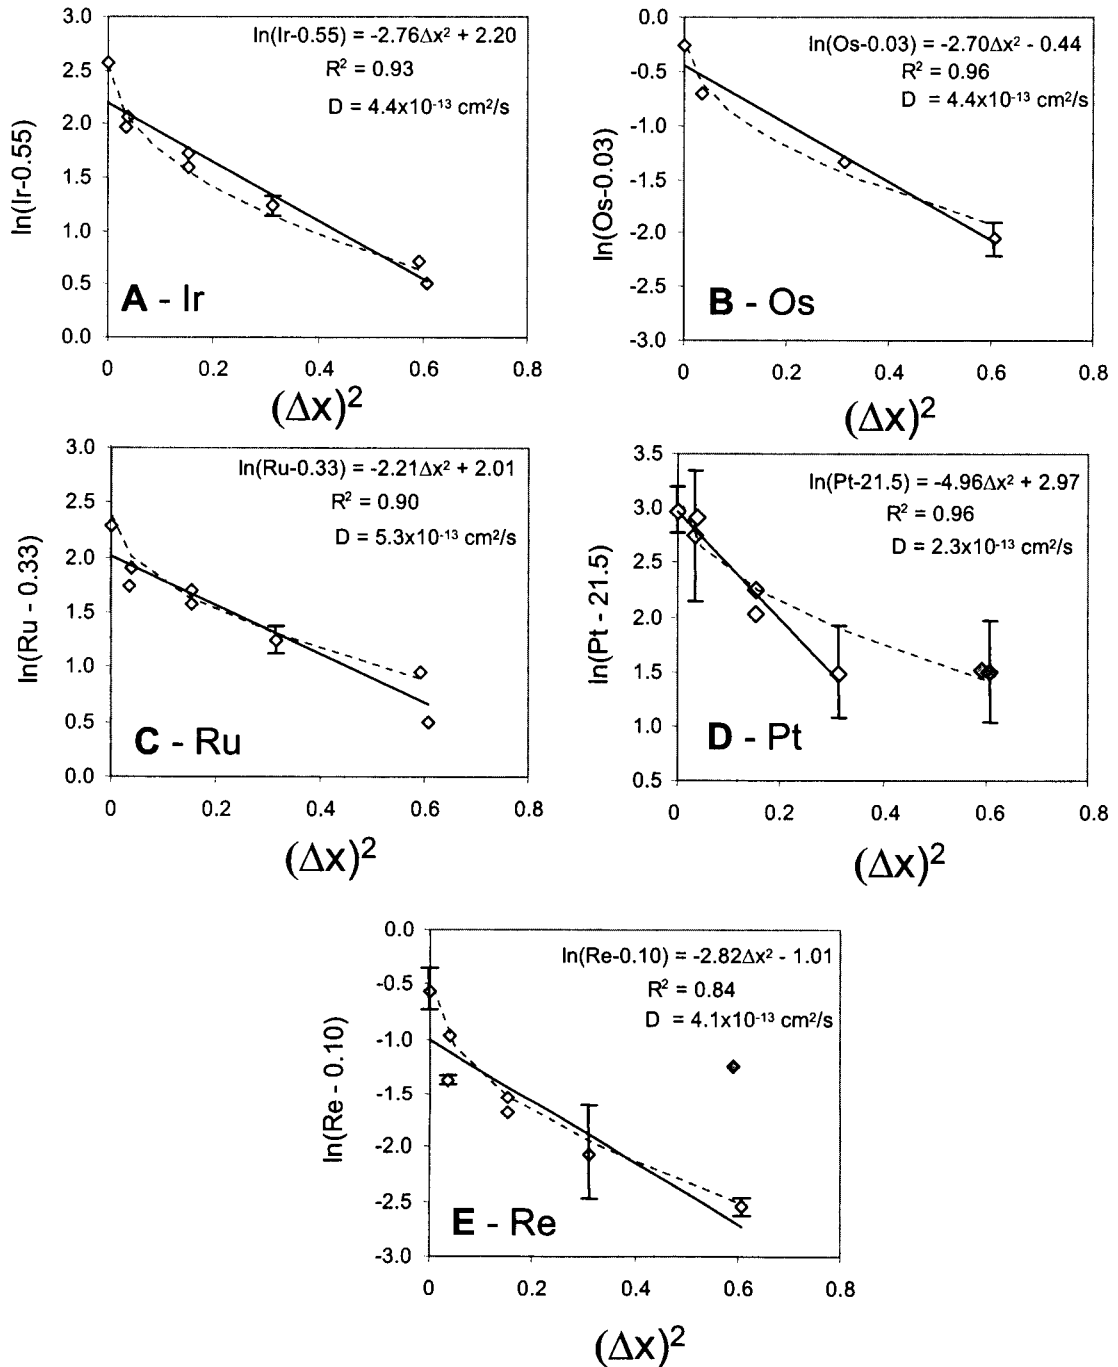 ln(Ir-0.55) = -2.76Δx² + 2.20
R² = 0.93
D = 4.4x10⁻¹³ cm²/s
3.0
2.5
2.0
1.5
1.0
0.5
0.0
ln(Ir-0.55)
A - Ir
0 0.2 0.4 0.6 0.8
(Δx)²
ln(Os-0.03) =-2.70Δx² - 0.44
R² = 0.96
D = 4.4x10⁻¹³ cm²/s
0.0
-0.5
-1.0
-1.5
-2.0
-2.5
-3.0
ln(Os-0.03)
B - Os
0 0.2 0.4 0.6 0.8
(Δx)²
ln(Ru-0.33) = -2.21Δx² + 2.01
R² = 0.90
D = 5.3x10⁻¹³ cm²/s
3.0
2.5
2.0
1.5
1.0
0.5
0.0
ln(Ru - 0.33)
C - Ru
0 0.2 0.4 0.6 0.8
(Δx)²
ln(Pt-21.5) =-4.96Δx² + 2.97
R² = 0.96
D = 2.3x10⁻¹³ cm²/s
3.5
3.0
2.5
2.0
1.5
1.0
0.5
ln(Pt - 21.5)
D - Pt
0 0.2 0.4 0.6 0.8
(Δx)²
ln(Re-0.10) = -2.82Δx² - 1.01
R² = 0.84
D = 4.1x10⁻¹³ cm²/s
0.0
-0.5
-1.0
-1.5
-2.0
-2.5
-3.0
ln(Re - 0.10)
E - Re
0 0.2 0.4 0.6 0.8
(Δx)²